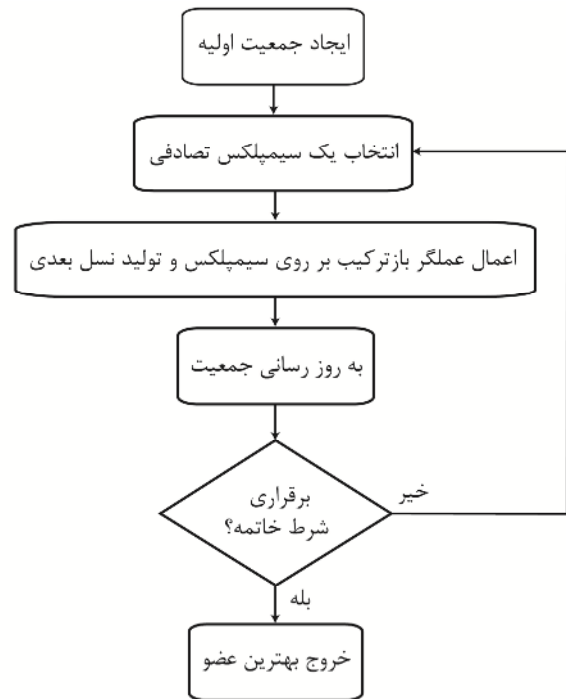 ایجاد جمعیت اولیه
انتخاب یک سیمپلکس تصادفی
اعمال عملگر بازترکیب بر روی سیمپلکس و تولید نسل بعدی
به روز رسانی جمعیت
برقراری
شرط خاتمه؟
خیر
بله
خروج بهترین عضو